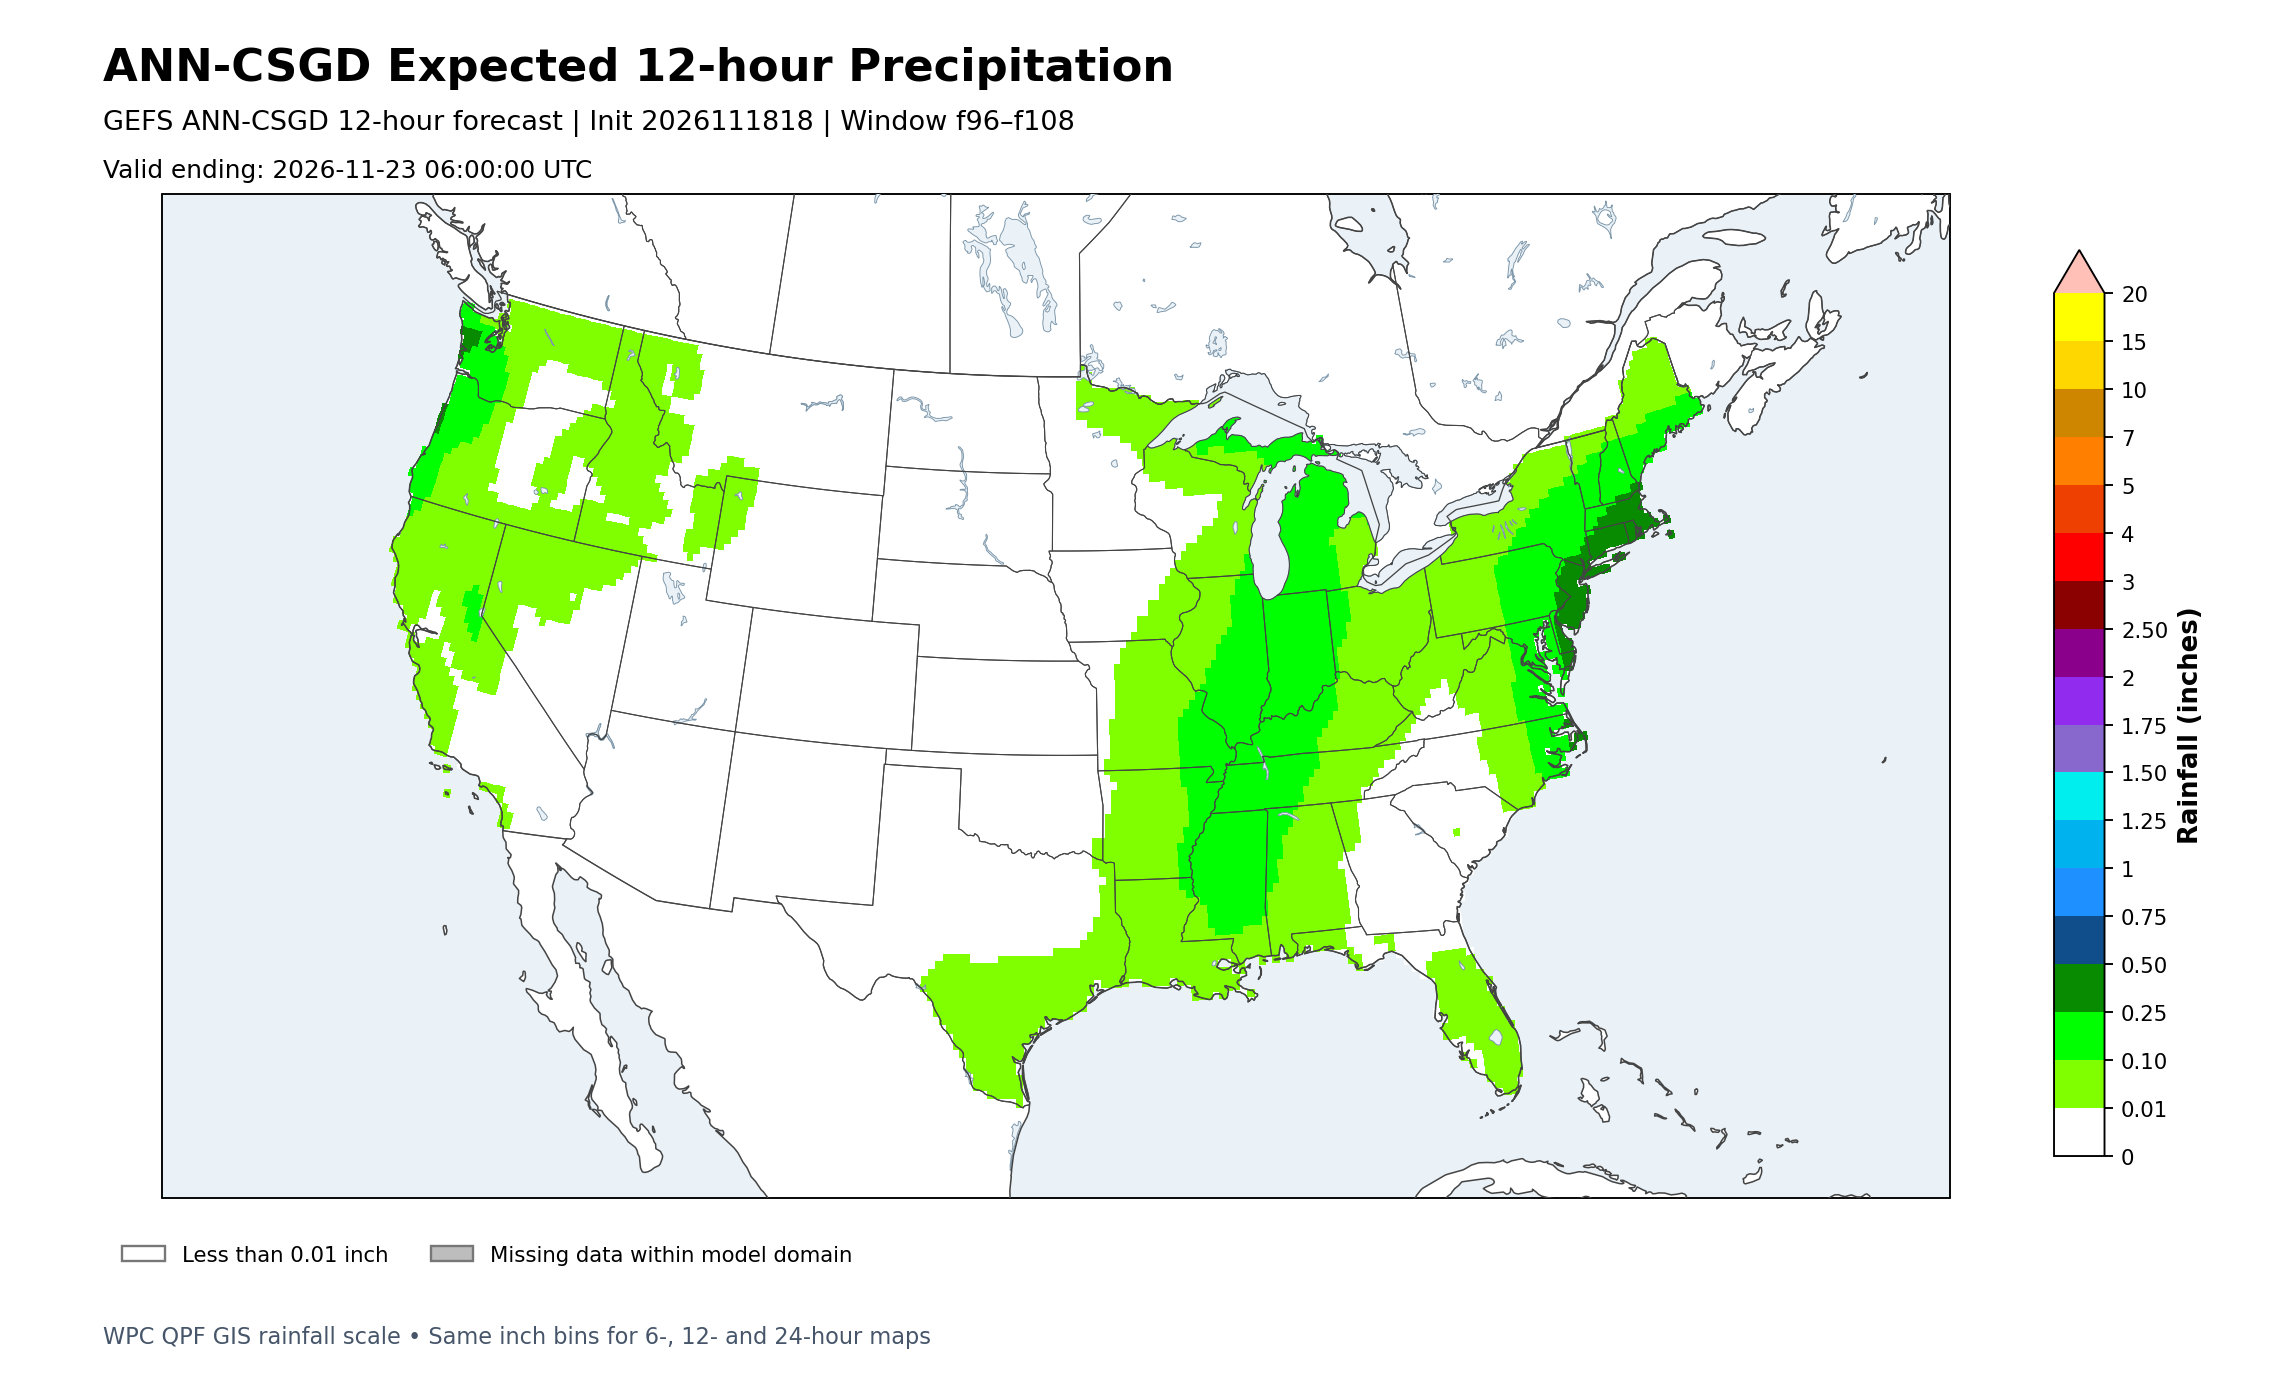 ANN-CSGD Expected 12-hour Precipitation
GEFS ANN-CSGD 12-hour forecast | Init 2026111818 | Window f96–f108
Valid ending: 2026-11-23 06:00:00 UTC
20
15
10
7
5
4
3
2.50
2
1.75
1.50
1.25
1
0.75
0.50
0.25
0.10
0.01
0
Rainfall (inches)
Less than 0.01 inch
Missing data within model domain
WPC QPF GIS rainfall scale • Same inch bins for 6-, 12- and 24-hour maps